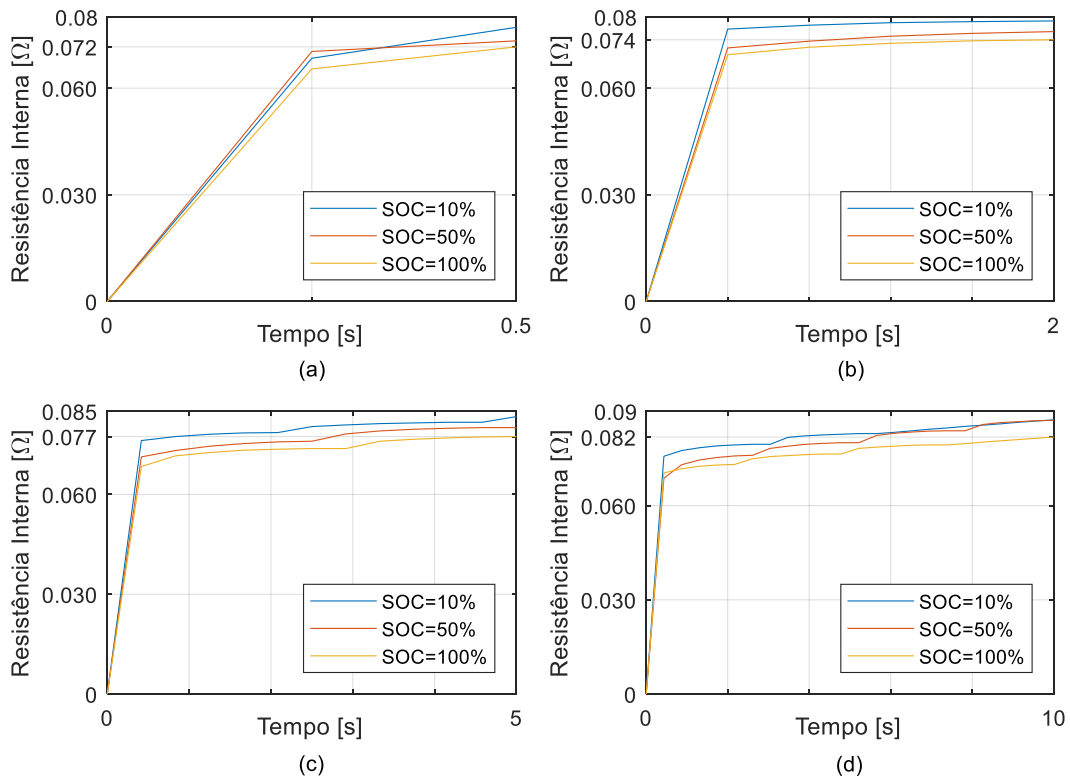 0.08
0.072
0.060
0.030
0
Resistência Interna [Ω]
SOC=10%
SOC=50%
SOC=100%
0
0.5
Tempo [s]
(a)
0.08
0.074
0.060
0.030
0
Resistência Interna [Ω]
SOC=10%
SOC=50%
SOC=100%
0
2
Tempo [s]
(b)
0.085
0.077
0.060
0.030
0
Resistência Interna [Ω]
SOC=10%
SOC=50%
SOC=100%
0
5
Tempo [s]
(c)
0.09
0.082
0.060
0.030
0
Resistência Interna [Ω]
SOC=10%
SOC=50%
SOC=100%
0
10
Tempo [s]
(d)